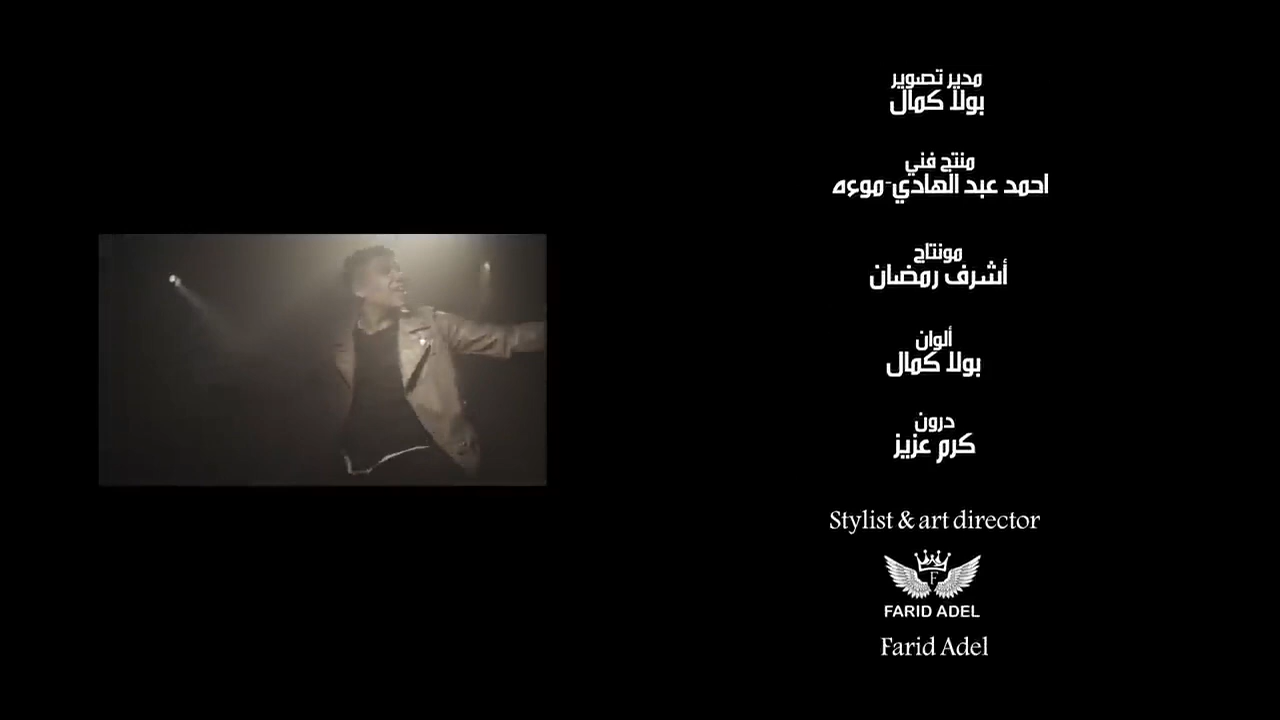 مدير تصوير
بولا كمال
منتج فني
احمد عبد الهادي-موءه
مونتاج
أشرف رمضان
ألوان
بولا كمال
درون
كرم عزيز
Stylist & art director
F
FARID ADEL
Farid Adel